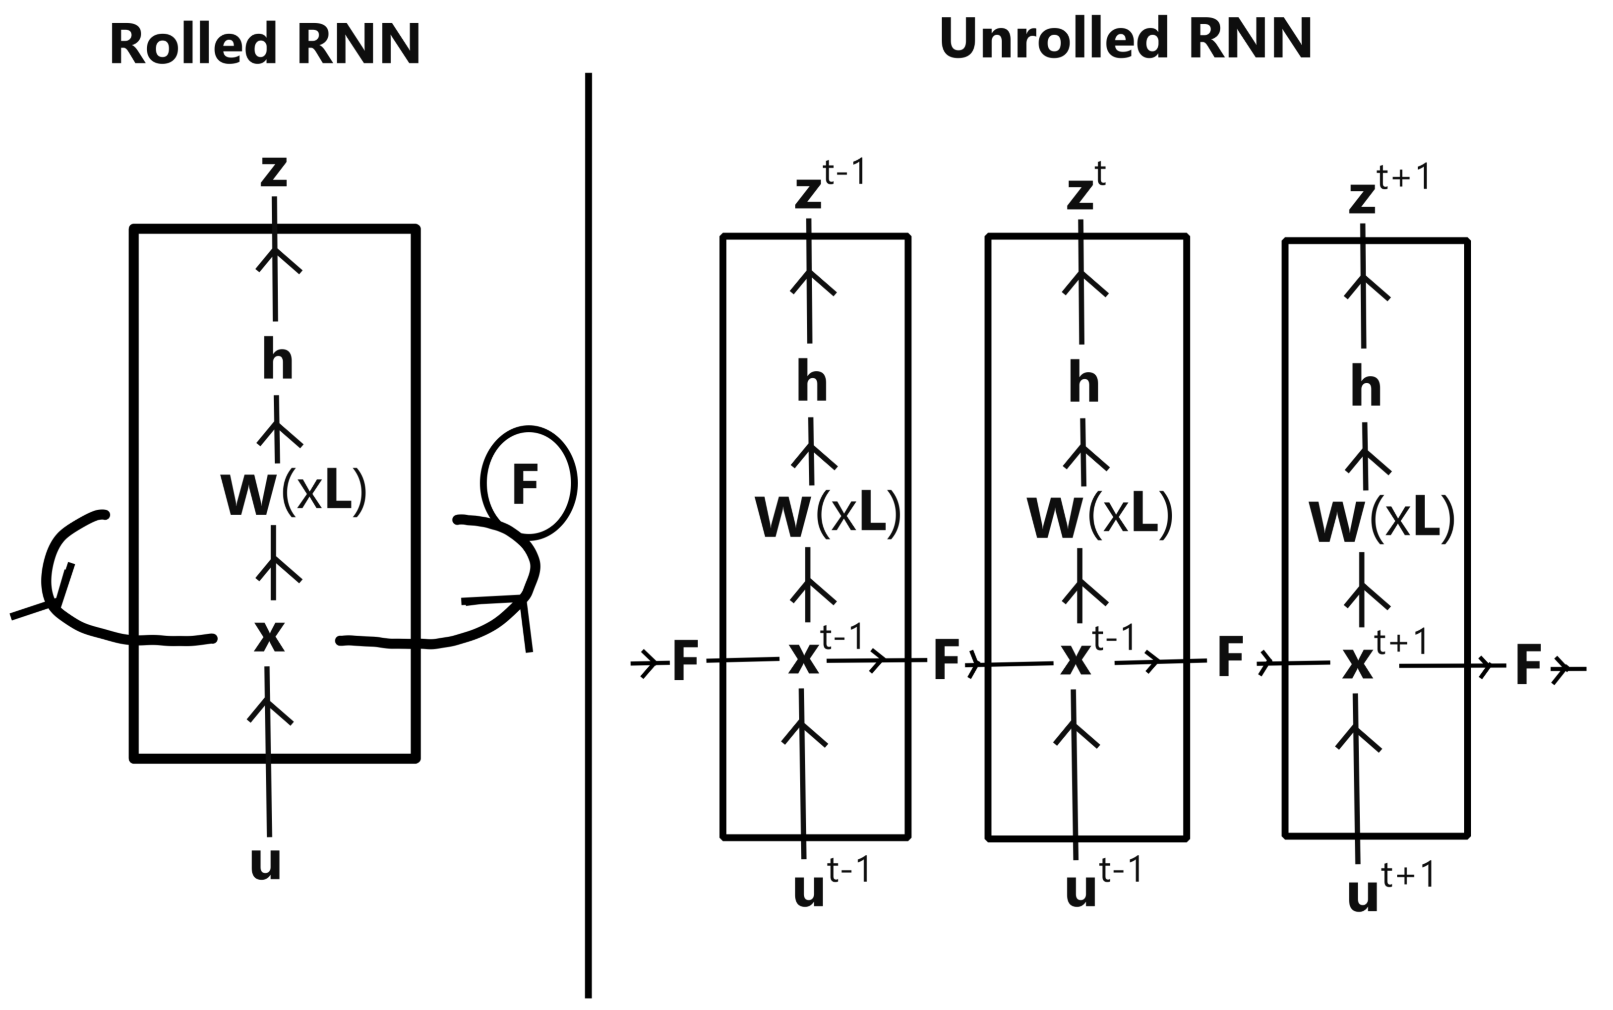 Rolled RNN
z
h
W(xL)
F
x
u
Unrolled RNN
z^t-1 z^t z^t+1
h h h
W(xL) W(xL) W(xL)
F x^t-1 F x^t-1 F x^t+1 F
u^t-1 u^t-1 u^t+1